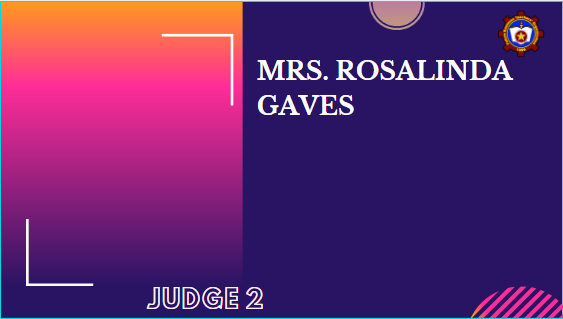 MRS. ROSALINDA
GAVES
JUDGE 2